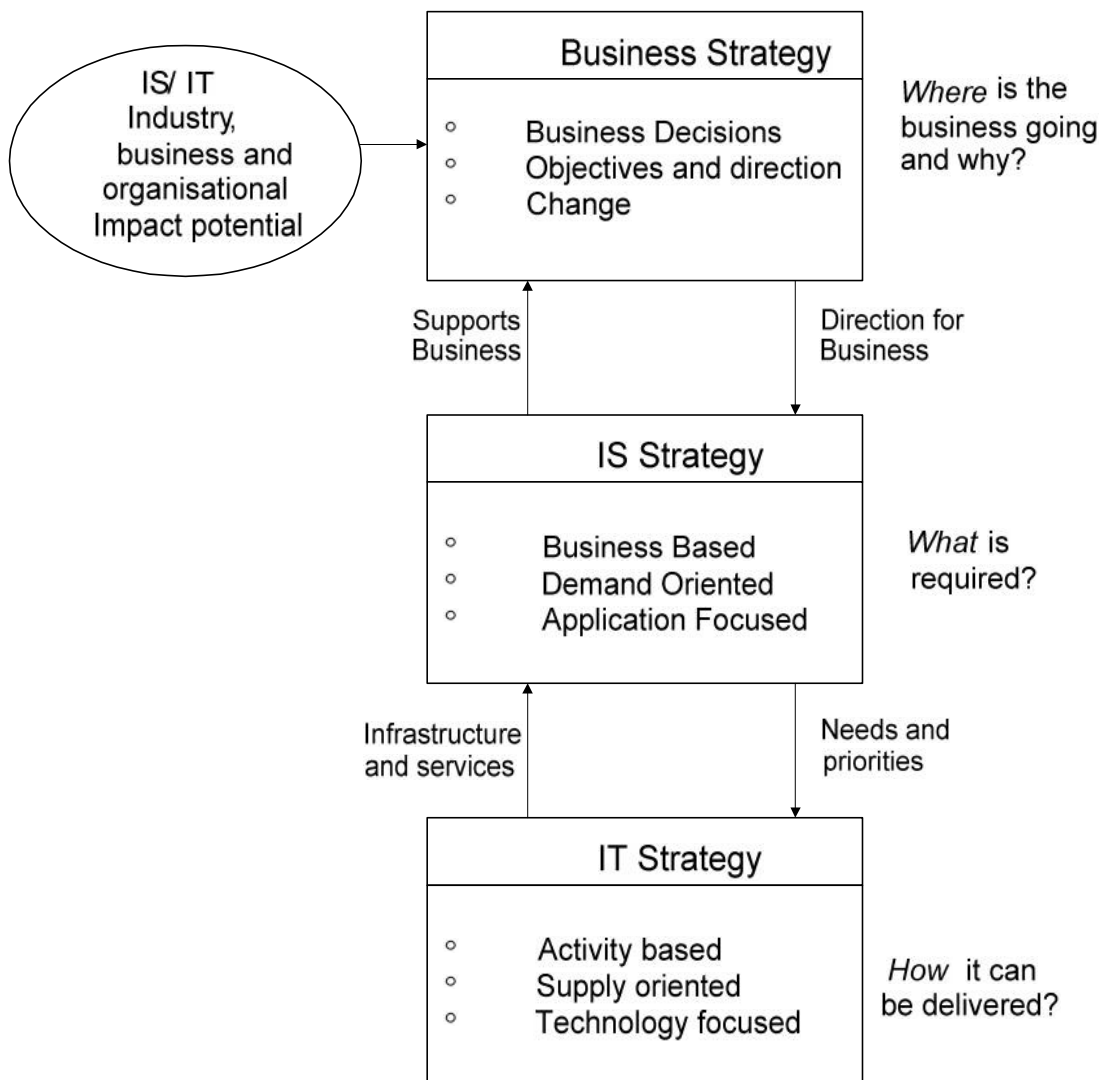 IS/ IT
Industry,
business and
organisational
Impact potential
Business Strategy
Business Decisions
Objectives and direction
Change
Where is the
business going
and why?
Supports
Business
Direction for
Business
IS Strategy
Business Based
Demand Oriented
Application Focused
What is
required?
Infrastructure
and services
Needs and
priorities
IT Strategy
Activity based
Supply oriented
Technology focused
How it can
be delivered?